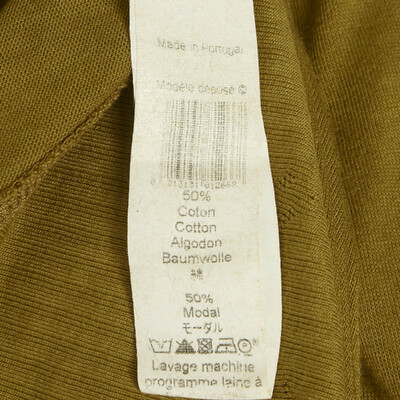 Made in Portugal
Modèle déposé ©
50%
Coton
Cotton
Algodon
Baumwolle
綿
50%
Modal
モーダル
Lavage machine
programme laine à